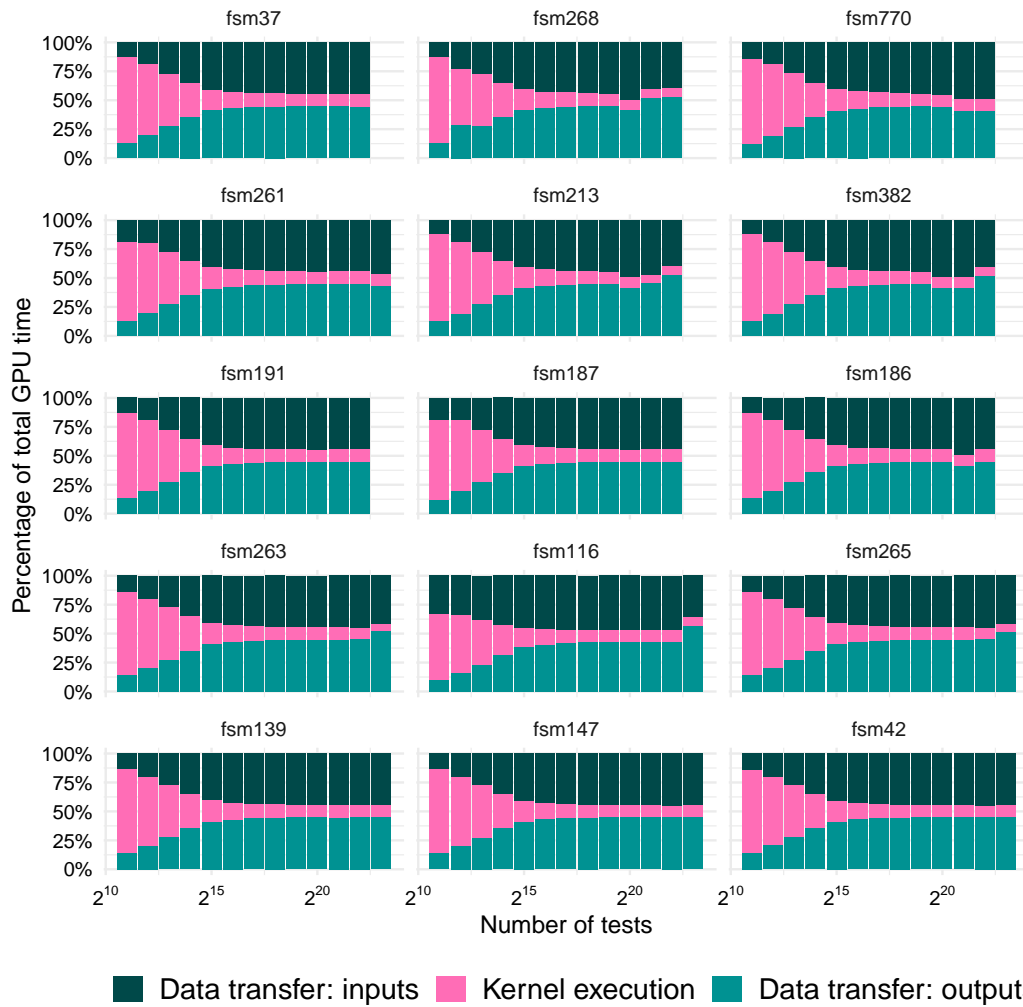 fsm37 fsm268 fsm770
100%
75%
50%
25%
0%
fsm261 fsm213 fsm382
100%
75%
50%
25%
0%
fsm191 fsm187 fsm186
100%
75%
50%
25%
0%
fsm263 fsm116 fsm265
100%
75%
50%
25%
0%
fsm139 fsm147 fsm42
100%
75%
50%
25%
0%
2^10 2^15 2^20 2^10 2^15 2^20 2^10 2^15 2^20
Number of tests
Percentage of total GPU time
Data transfer: inputs Kernel execution Data transfer: output